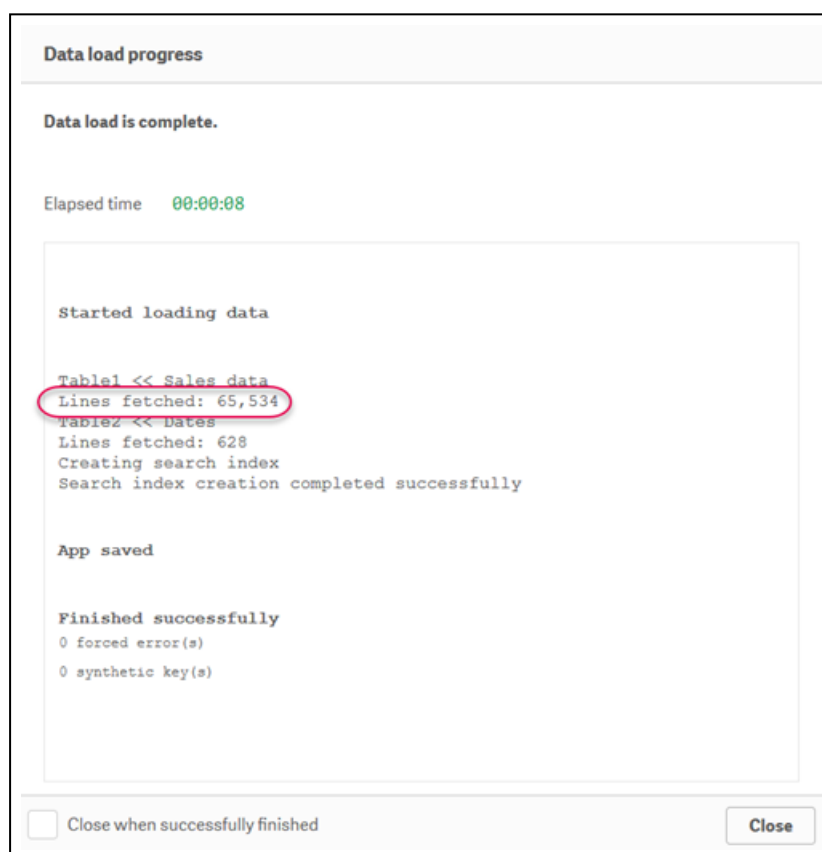 Data load progress
Data load is complete.
Elapsed time 00:00:08
Started loading data
Table1 << Sales data
Lines fetched: 65,534
Table2 << Dates
Lines fetched: 628
Creating search index
Search index creation completed successfully
App saved
Finished successfully
0 forced error(s)
0 synthetic key(s)
Close when successfully finished
Close